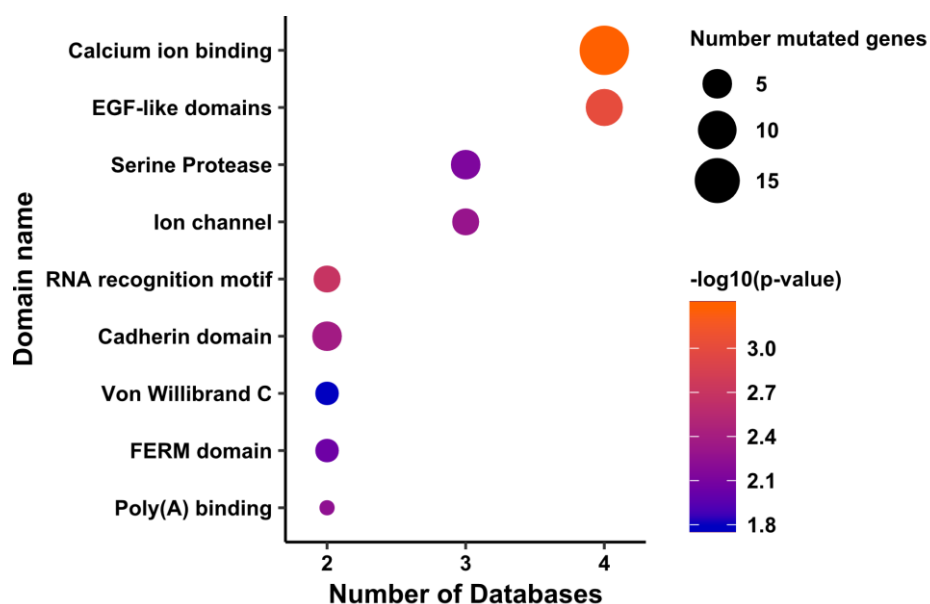 Domain name
Calcium ion binding
EGF-like domains
Serine Protease
Ion channel
RNA recognition motif
Cadherin domain
Von Willibrand C
FERM domain
Poly(A) binding
2 3 4
Number of Databases
Number mutated genes
5
10
15
-log10(p-value)
3.0
2.7
2.4
2.1
1.8